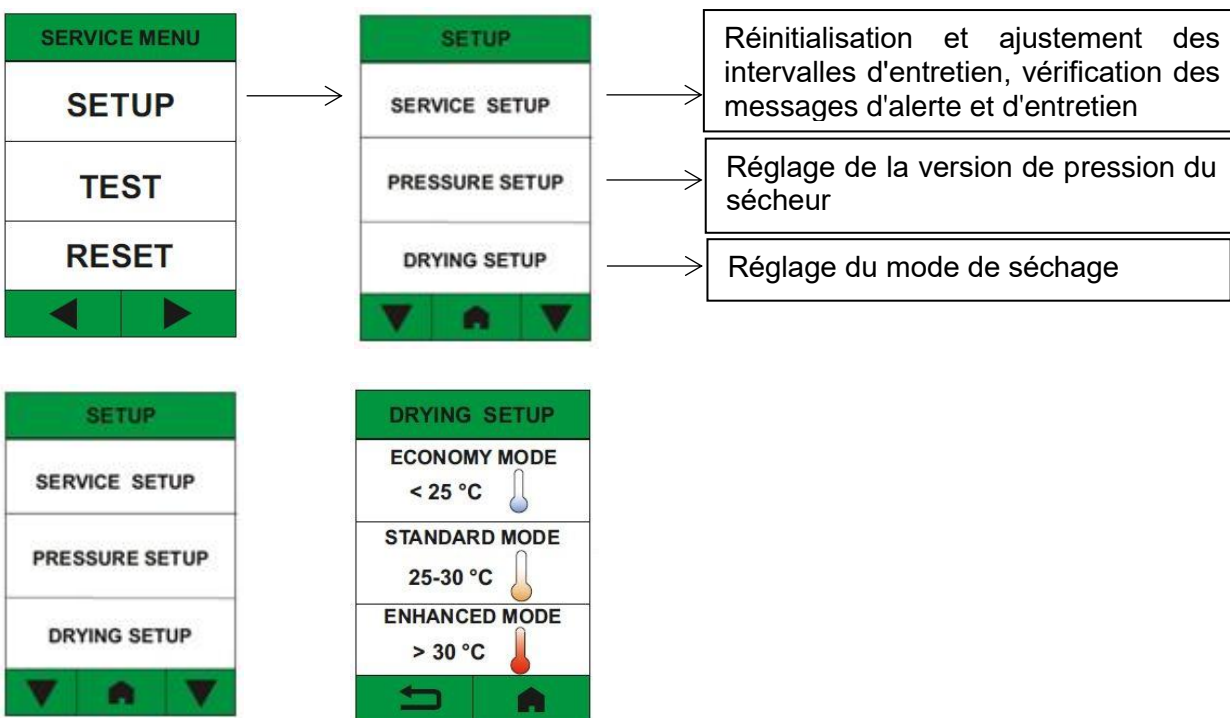 SERVICE MENU
SETUP
TEST
RESET
SETUP
SERVICE SETUP
PRESSURE SETUP
DRYING SETUP
Réinitialisation et ajustement des
intervalles d'entretien, vérification des
messages d'alerte et d'entretien
Réglage de la version de pression du
sécheur
Réglage du mode de séchage
SETUP
SERVICE SETUP
PRESSURE SETUP
DRYING SETUP
DRYING SETUP
ECONOMY MODE
< 25 °C
STANDARD MODE
25-30 °C
ENHANCED MODE
> 30 °C